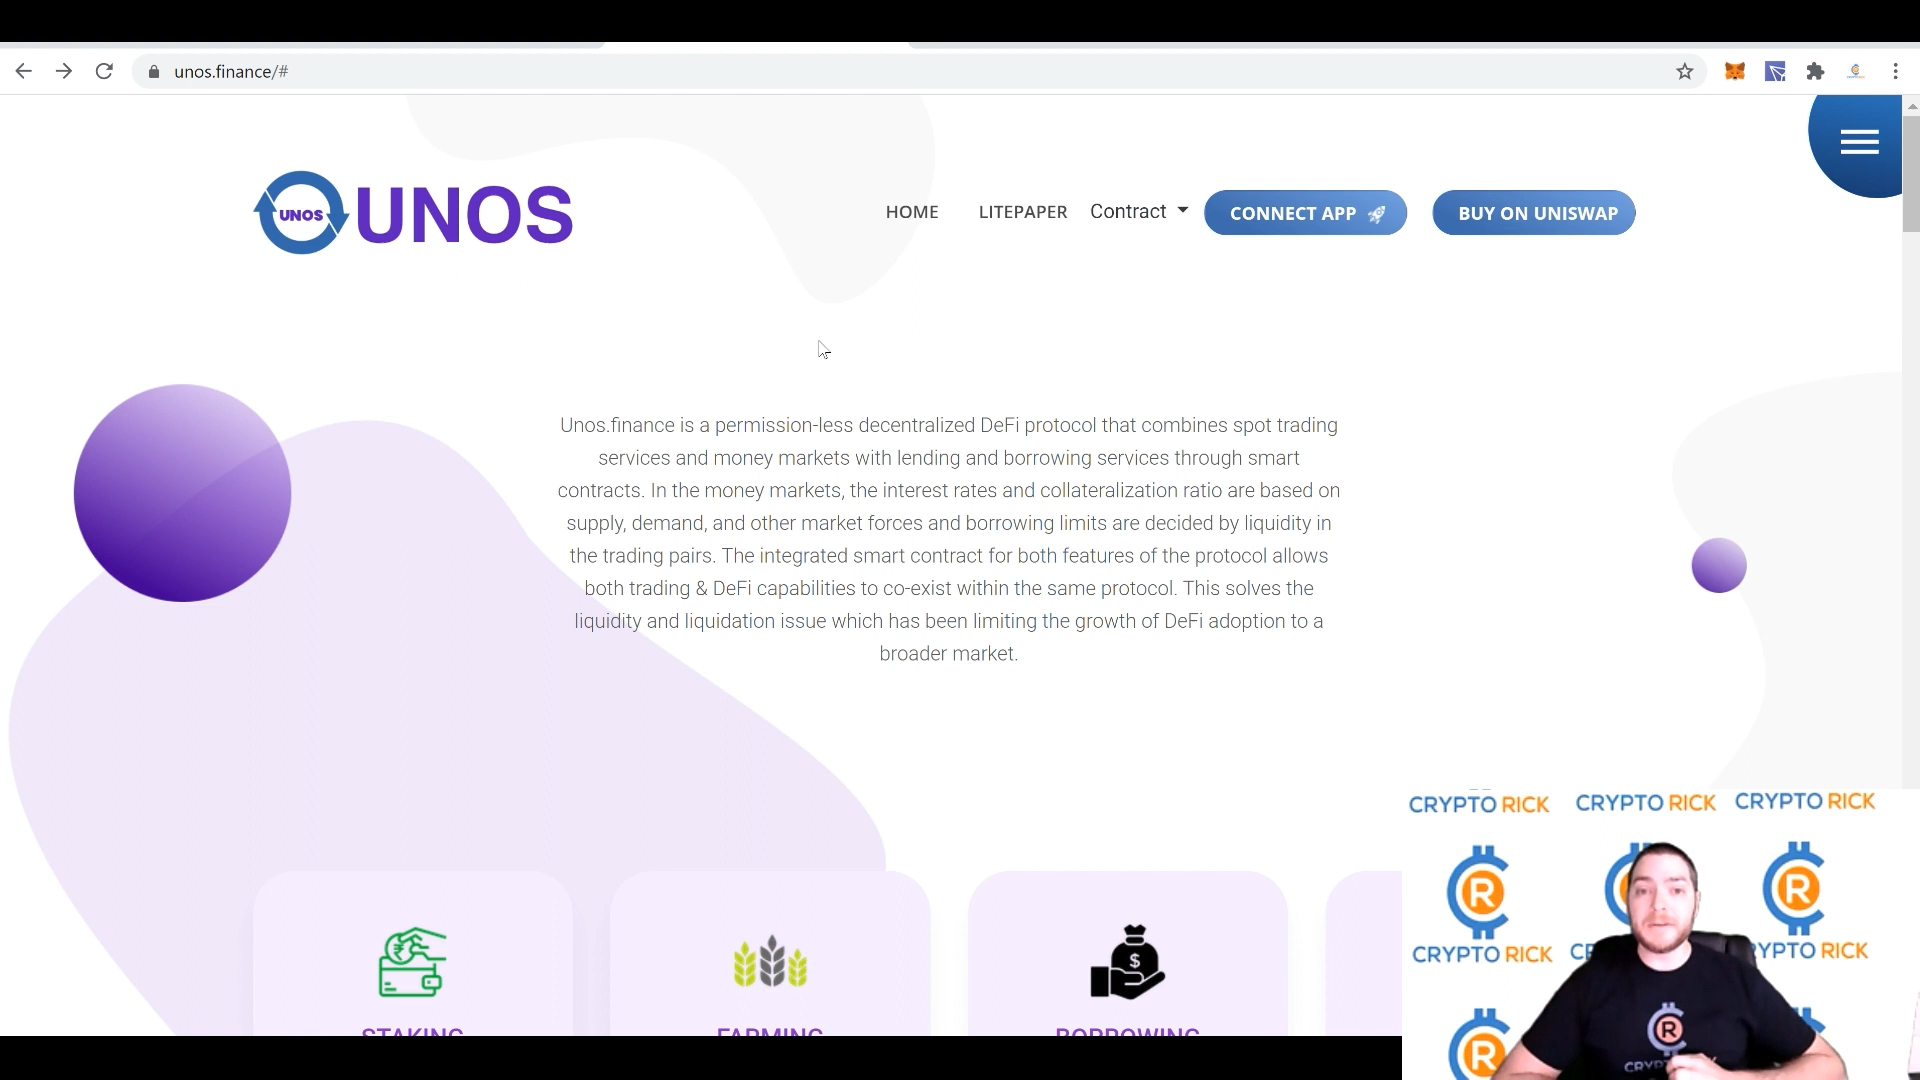 unos.finance/#
UNOS
UNOS
HOME
LITEPAPER
Contract
CONNECT APP
BUY ON UNISWAP
Unos.finance is a permission-less decentralized DeFi protocol that combines spot trading
services and money markets with lending and borrowing services through smart
contracts. In the money markets, the interest rates and collateralization ratio are based on
supply, demand, and other market forces and borrowing limits are decided by liquidity in
the trading pairs. The integrated smart contract for both features of the protocol allows
both trading & DeFi capabilities to co-exist within the same protocol. This solves the
liquidity and liquidation issue which has been limiting the growth of DeFi adoption to a
broader market.
STAKING
FARMING
BORROWING
CRYPTO RICK
CRYPTO RICK
CRYPTO RICK
R
R
CRYPTO RICK
RICK
R
R